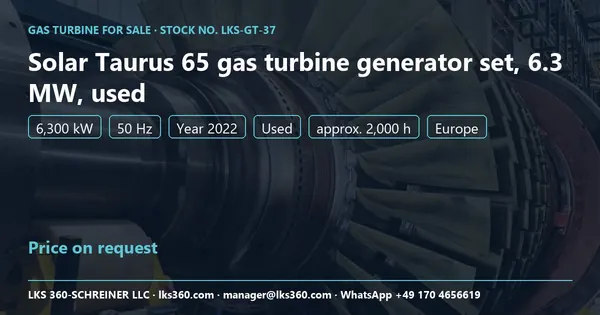 GAS TURBINE FOR SALE · STOCK NO. LKS-GT-37
Solar Taurus 65 gas turbine generator set, 6.3
MW, used
6,300 kW 50 Hz Year 2022 Used approx. 2,000 h Europe
Price on request
LKS 360-SCHREINER LLC · lks360.com · manager@lks360.com · WhatsApp +49 170 4656619